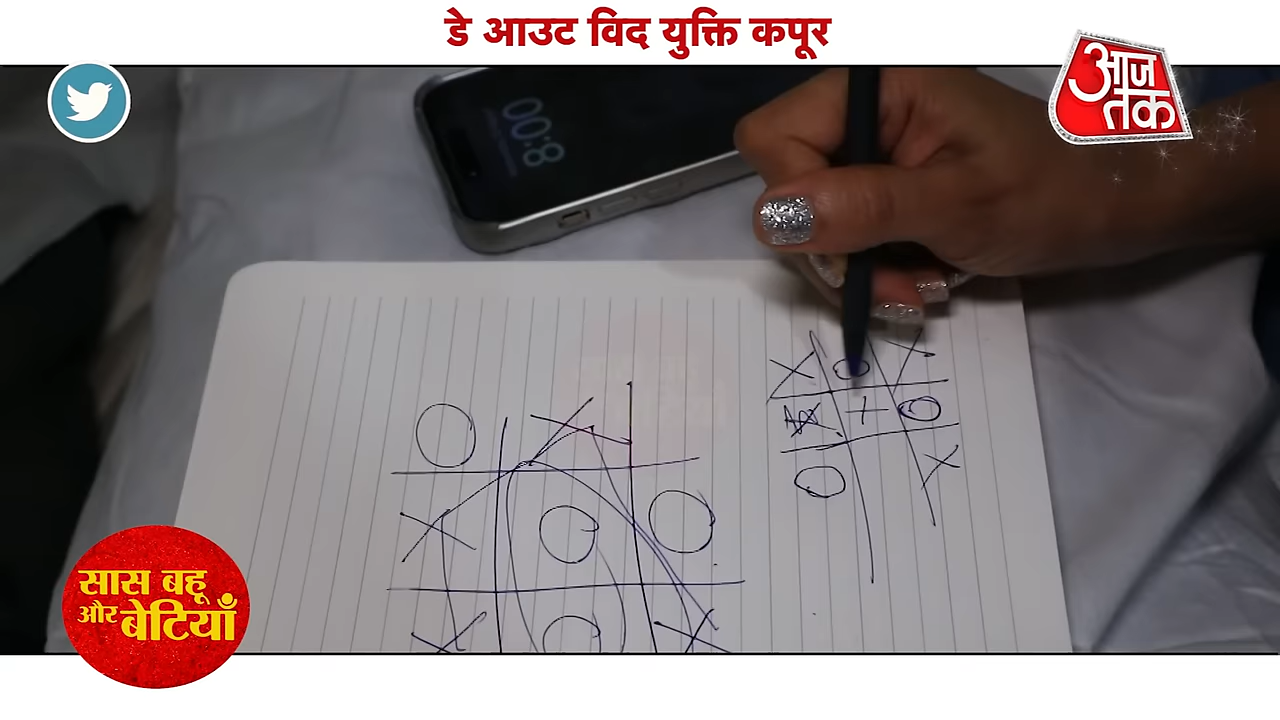 डे आउट विद युक्ति कपूर
आज
तक
8:00
X O X
X O
O X
O X
X O O
X O X
सास बहू
और बेटियाँ